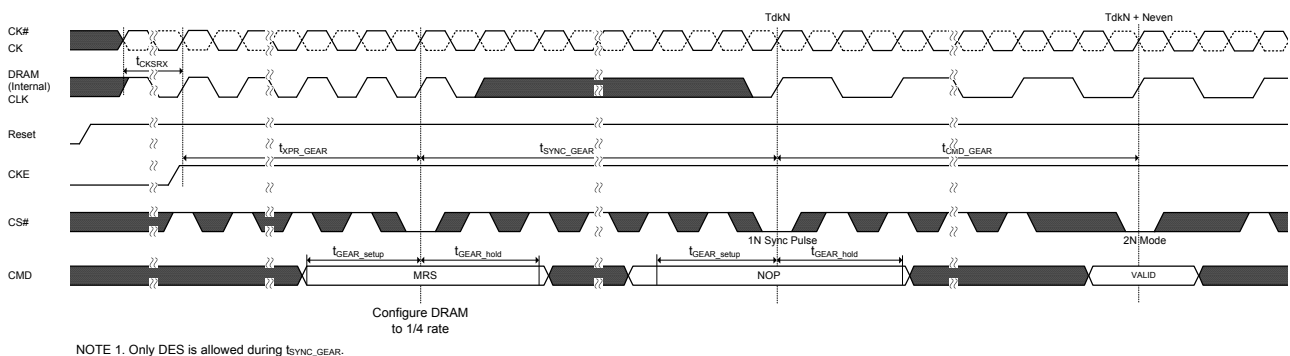 TdkN
TdkN + Neven
CK#
CK
tCKSRX
DRAM
(Internal)
CLK
Reset
tXPR_GEAR
tSYNC_GEAR
tCMD_GEAR
CKE
CS#
1N Sync Pulse
2N Mode
tGEAR_setup
tGEAR_hold
tGEAR_setup
tGEAR_hold
CMD
MRS
NOP
VALID
Configure DRAM
to 1/4 rate
NOTE 1. Only DES is allowed during tSYNC_GEAR.